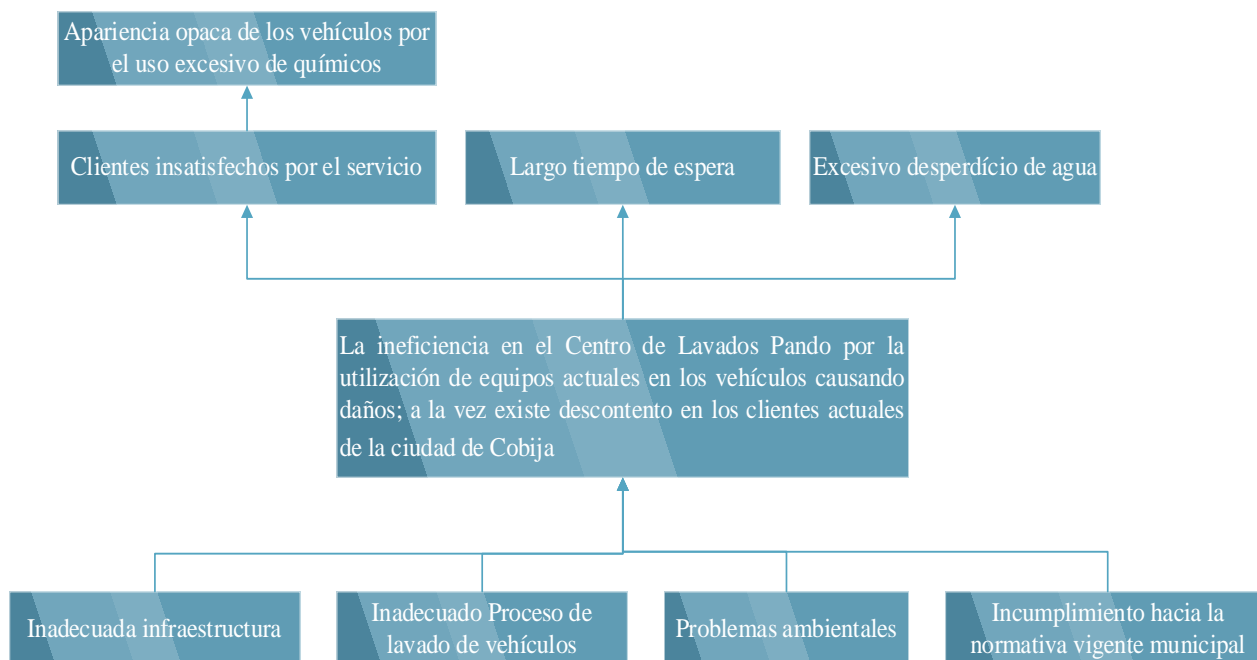 Apariencia opaca de los vehículos por
el uso excesivo de químicos
Clientes insatisfechos por el servicio
Largo tiempo de espera
Excesivo desperdício de agua
La ineficiencia en el Centro de Lavados Pando por la
utilización de equipos actuales en los vehículos causando
daños; a la vez existe descontento en los clientes actuales
de la ciudad de Cobija
Inadecuada infraestructura
Inadecuado Proceso de
lavado de vehículos
Problemas ambientales
Incumplimiento hacia la
normativa vigente municipal